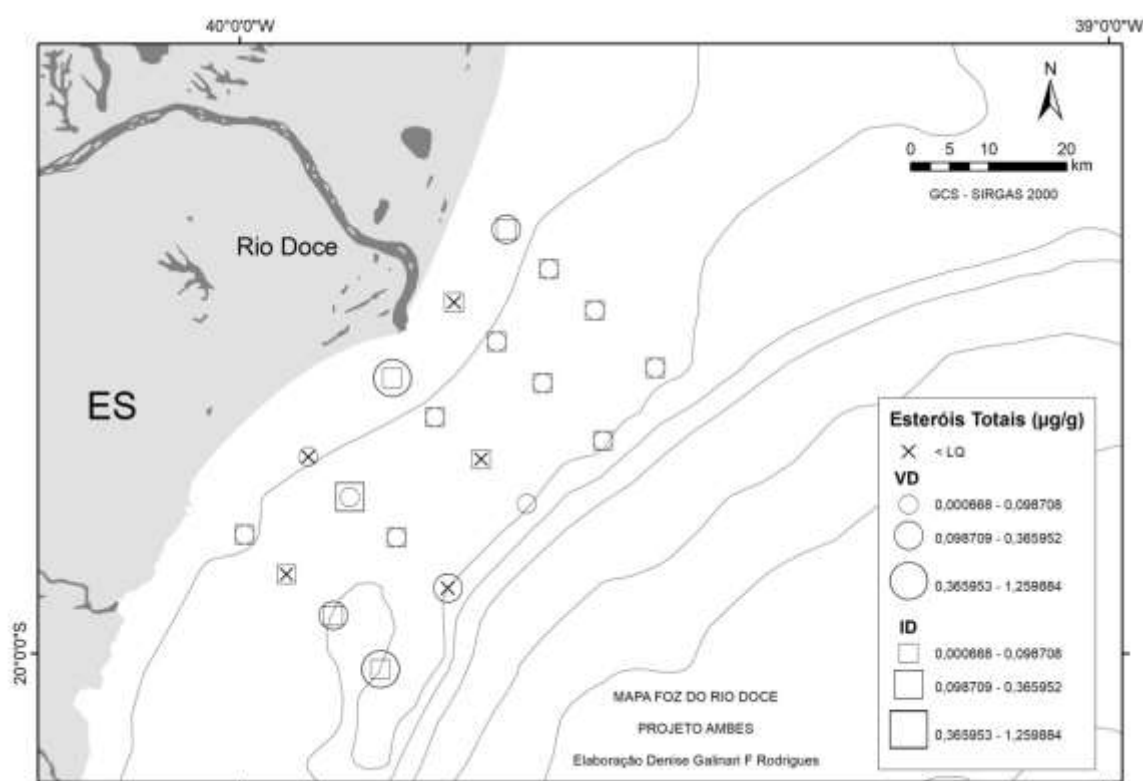 40°0'0"W
39°0'0"W
N
0 5 10 20
km
GCS - SIRGAS 2000
Rio Doce
ES
Esteróis Totais (µg/g)
< LQ
VD
0,000668 - 0,098708
0,098709 - 0,365952
0,365953 - 1,259884
ID
0,000668 - 0,098708
0,098709 - 0,365952
0,365953 - 1,259884
20°0'0"S
MAPA FOZ DO RIO DOCE
PROJETO AMBES
Elaboração Denise Galinari F Rodrigues